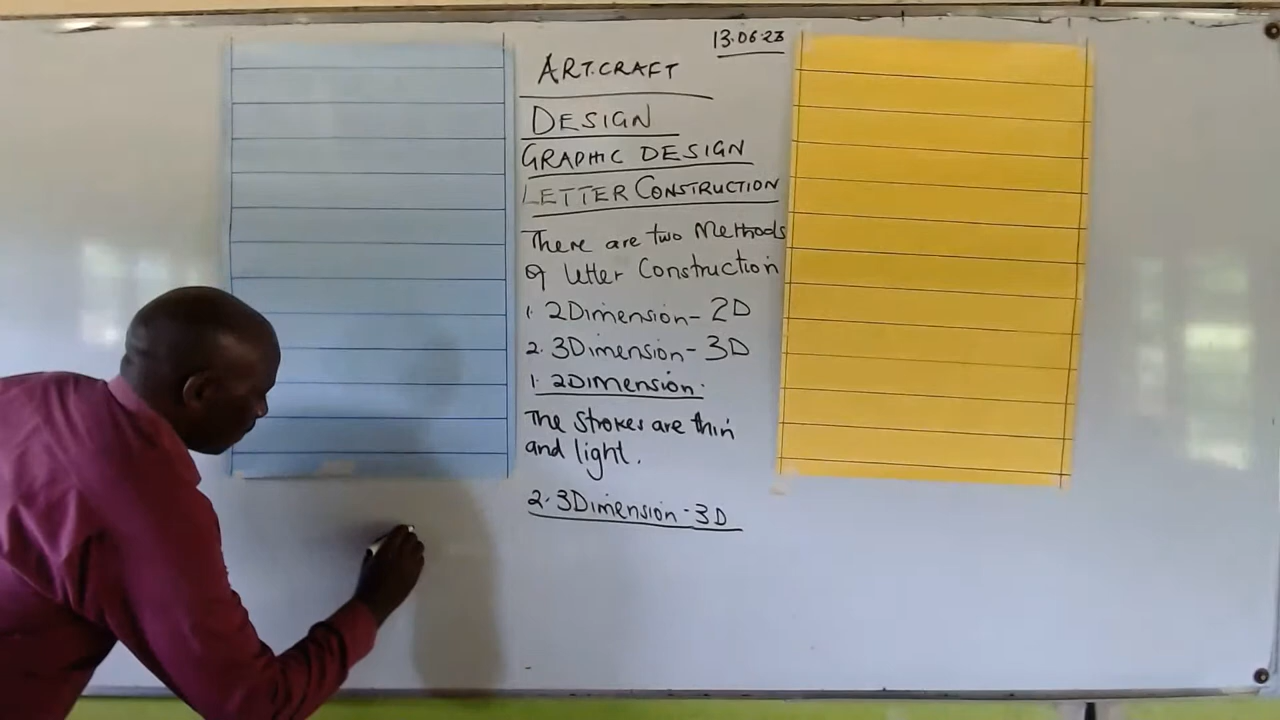 13.06.23
ART.CRAFT
DESIGN
GRAPHIC DESIGN
LETTER CONSTRUCTION
There are two Methods
of letter Construction
1. 2Dimension- 2D
2. 3Dimension- 3D
1. 2Dimension.
The Strokes are thin
and light.
2. 3Dimension - 3D